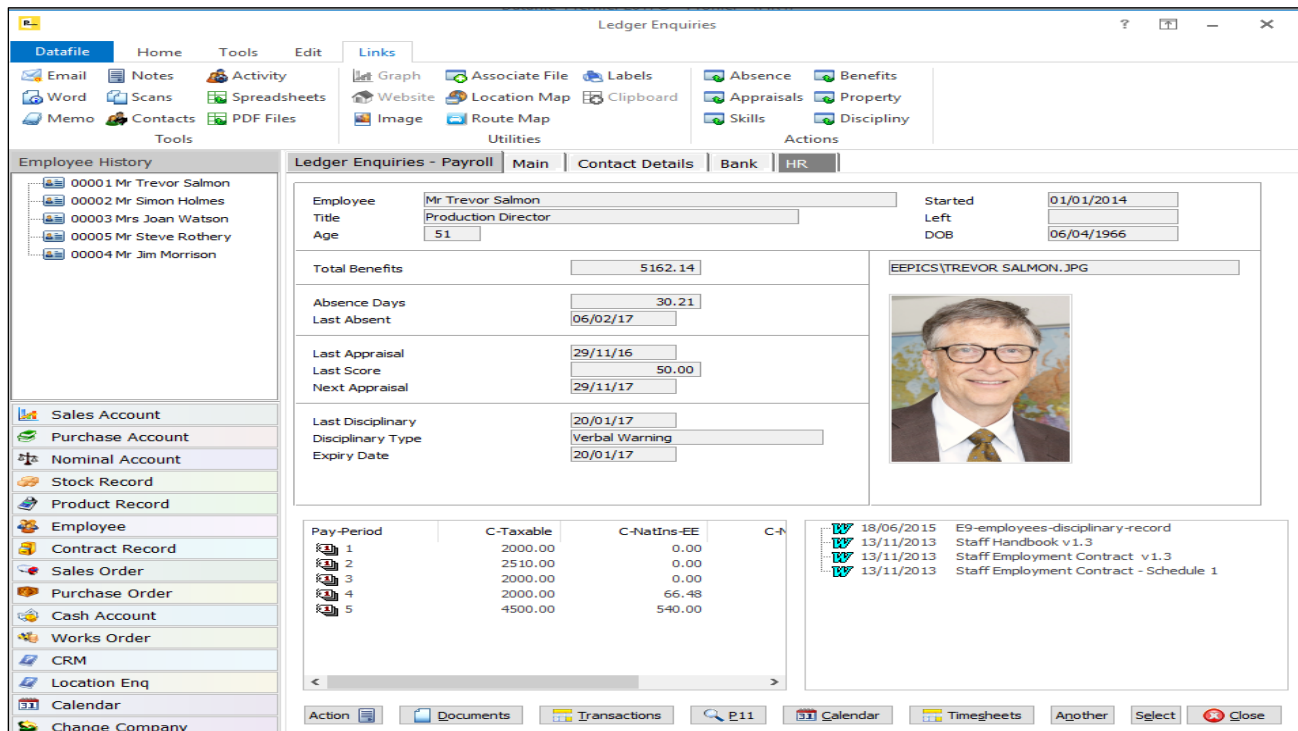 Ledger Enquiries
Datafile Home Tools Edit Links
Email Notes Activity Graph Associate File Labels Absence Benefits
Word Scans Spreadsheets Website Location Map Clipboard Appraisals Property
Memo Contacts PDF Files Image Route Map Skills Discipliny
Tools Utilities Actions
Employee History
00001 Mr Trevor Salmon
00002 Mr Simon Holmes
00003 Mrs Joan Watson
00005 Mr Steve Rothery
00004 Mr Jim Morrison
Sales Account
Purchase Account
Nominal Account
Stock Record
Product Record
Employee
Contract Record
Sales Order
Purchase Order
Cash Account
Works Order
CRM
Location Enq
Calendar
Change Company
Ledger Enquiries - Payroll Main Contact Details Bank HR
Employee Mr Trevor Salmon Started 01/01/2014
Title Production Director Left
Age 51 DOB 06/04/1966
Total Benefits 5162.14 EEPICS\TREVOR SALMON.JPG
Absence Days 30.21
Last Absent 06/02/17
Last Appraisal 29/11/16
Last Score 50.00
Next Appraisal 29/11/17
Last Disciplinary 20/01/17
Disciplinary Type Verbal Warning
Expiry Date 20/01/17
Pay-Period C-Taxable C-NatIns-EE C-N
1 2000.00 0.00
2 2510.00 0.00
3 2000.00 0.00
4 2000.00 66.48
5 4500.00 540.00
18/06/2015 E9-employees-disciplinary-record
13/11/2013 Staff Handbook v1.3
13/11/2013 Staff Employment Contract v1.3
13/11/2013 Staff Employment Contract - Schedule 1
Action Documents Transactions P11 Calendar Timesheets Another Select Close